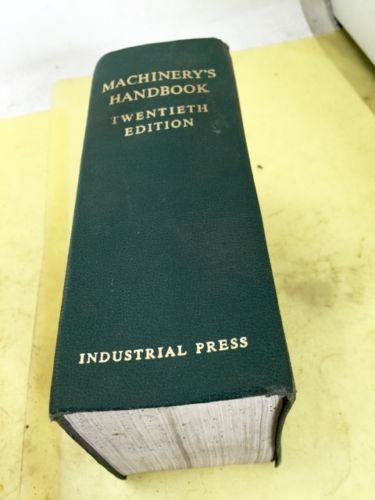 MACHINERY'S
HANDBOOK
TWENTIETH
EDITION
INDUSTRIAL PRESS